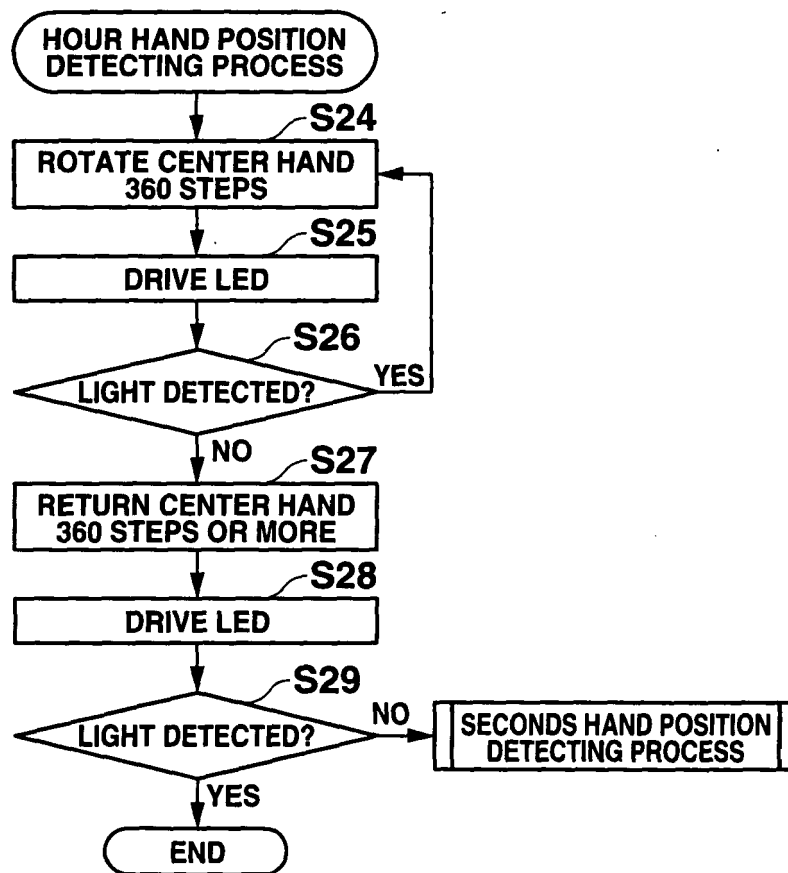 HOUR HAND POSITION
DETECTING PROCESS
S24
ROTATE CENTER HAND
360 STEPS
S25
DRIVE LED
S26
LIGHT DETECTED?
YES
NO
S27
RETURN CENTER HAND
360 STEPS OR MORE
S28
DRIVE LED
S29
LIGHT DETECTED?
NO
SECONDS HAND POSITION
DETECTING PROCESS
YES
END